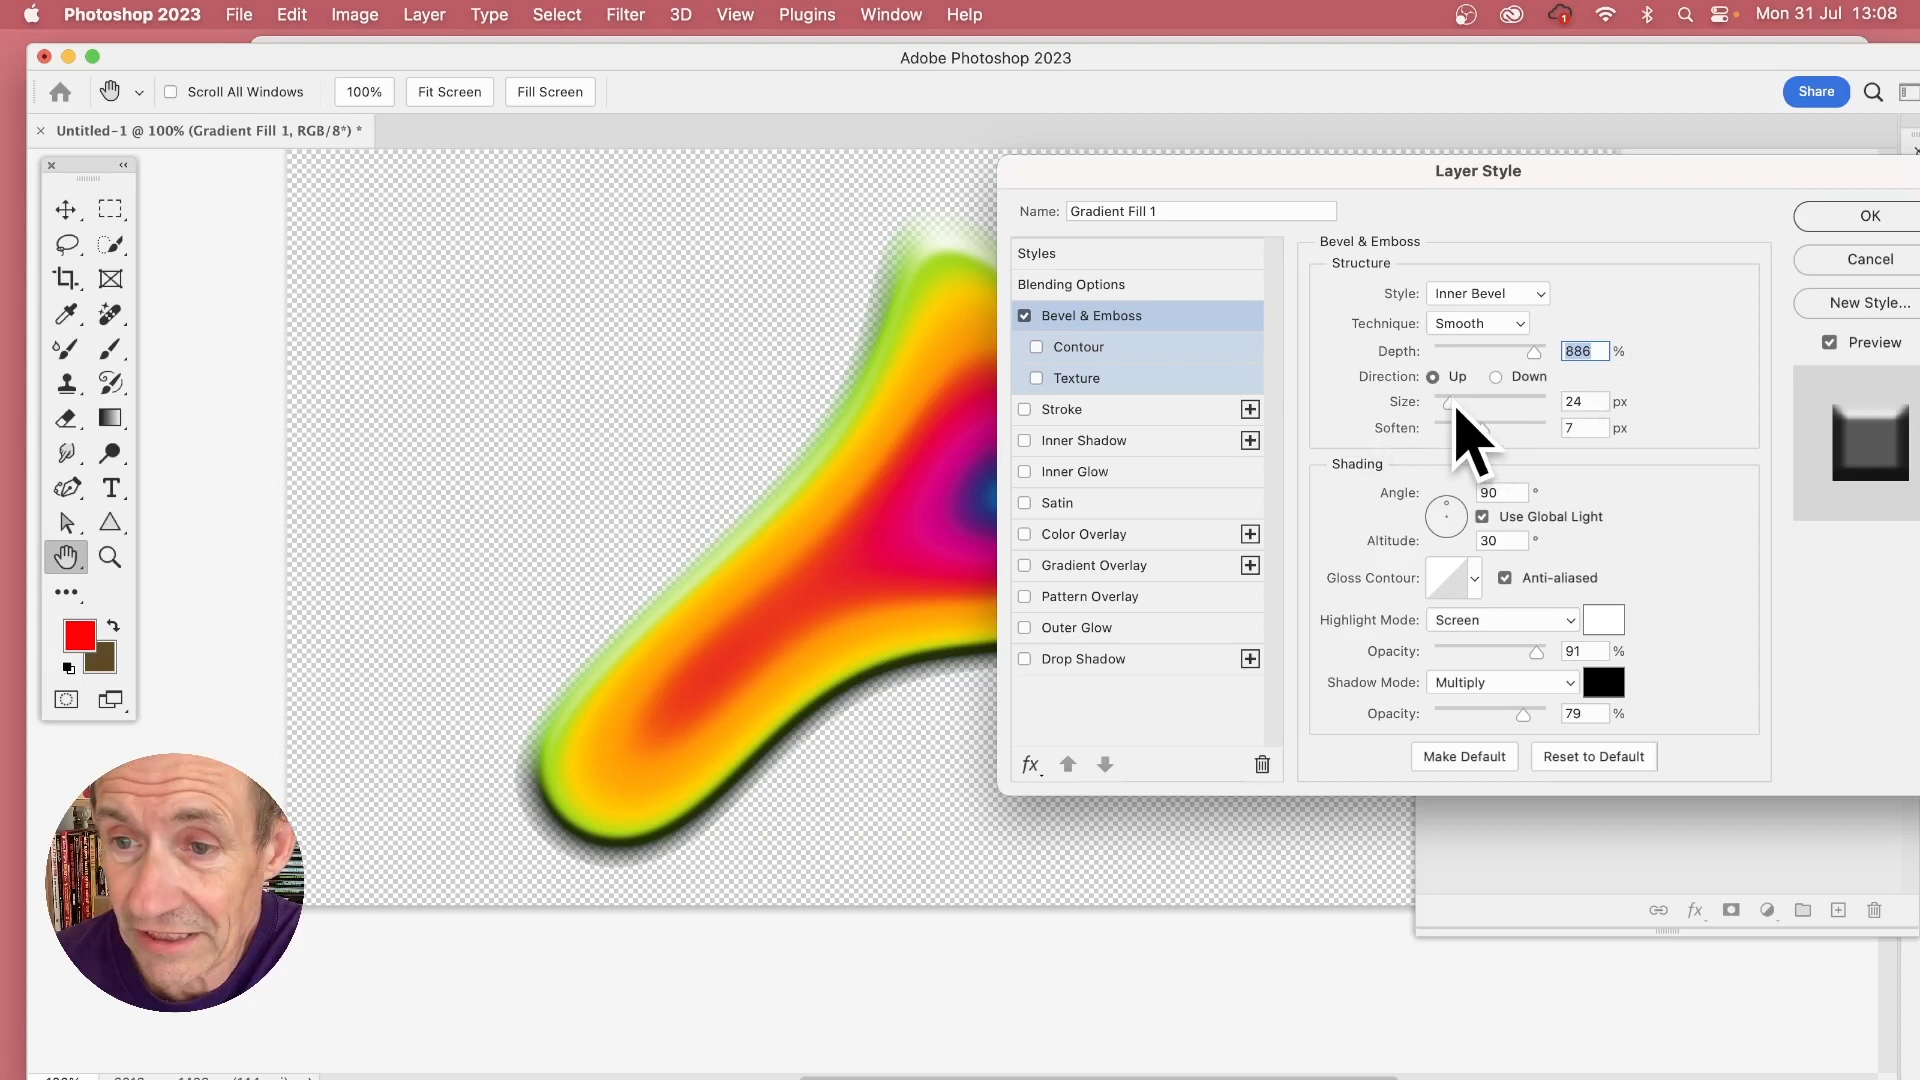 Photoshop 2023 File Edit Image Layer Type Select Filter 3D View Plugins Window Help 1 Mon 31 Jul 13:08
Adobe Photoshop 2023
Scroll All Windows 100% Fit Screen Fill Screen Share
Untitled-1 @ 100% (Gradient Fill 1, RGB/8*) *
Layer Style
Name: Gradient Fill 1
OK
Cancel
New Style...
Preview
Styles
Blending Options
Bevel & Emboss
Contour
Texture
Stroke
Inner Shadow
Inner Glow
Satin
Color Overlay
Gradient Overlay
Pattern Overlay
Outer Glow
Drop Shadow
fx
Bevel & Emboss
Structure
Style: Inner Bevel
Technique: Smooth
Depth: 886 %
Direction: Up Down
Size: 24 px
Soften: 7 px
Shading
Angle: 90 °
Use Global Light
Altitude: 30 °
Gloss Contour: Anti-aliased
Highlight Mode: Screen
Opacity: 91 %
Shadow Mode: Multiply
Opacity: 79 %
Make Default Reset to Default
fx